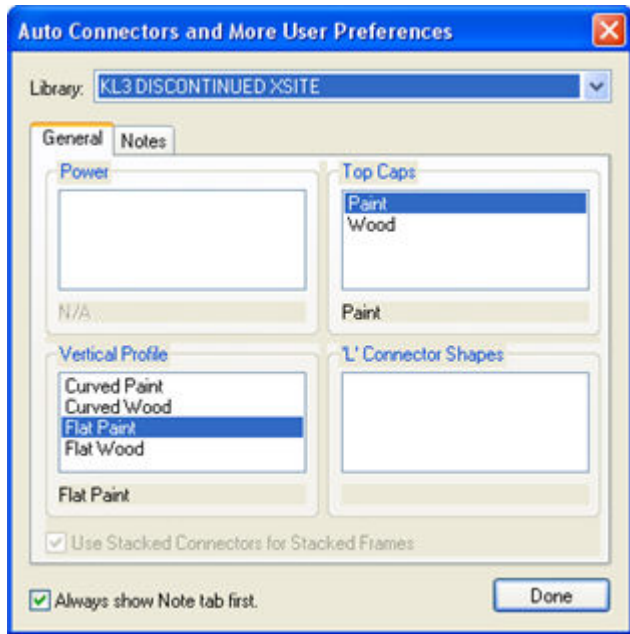 Auto Connectors and More User Preferences
Library: KL3 DISCONTINUED XSITE
General Notes
Power
N/A
Top Caps
Paint
Wood
Paint
Vertical Profile
Curved Paint
Curved Wood
Flat Paint
Flat Wood
Flat Paint
'L' Connector Shapes
Use Stacked Connectors for Stacked Frames
Always show Note tab first.
Done